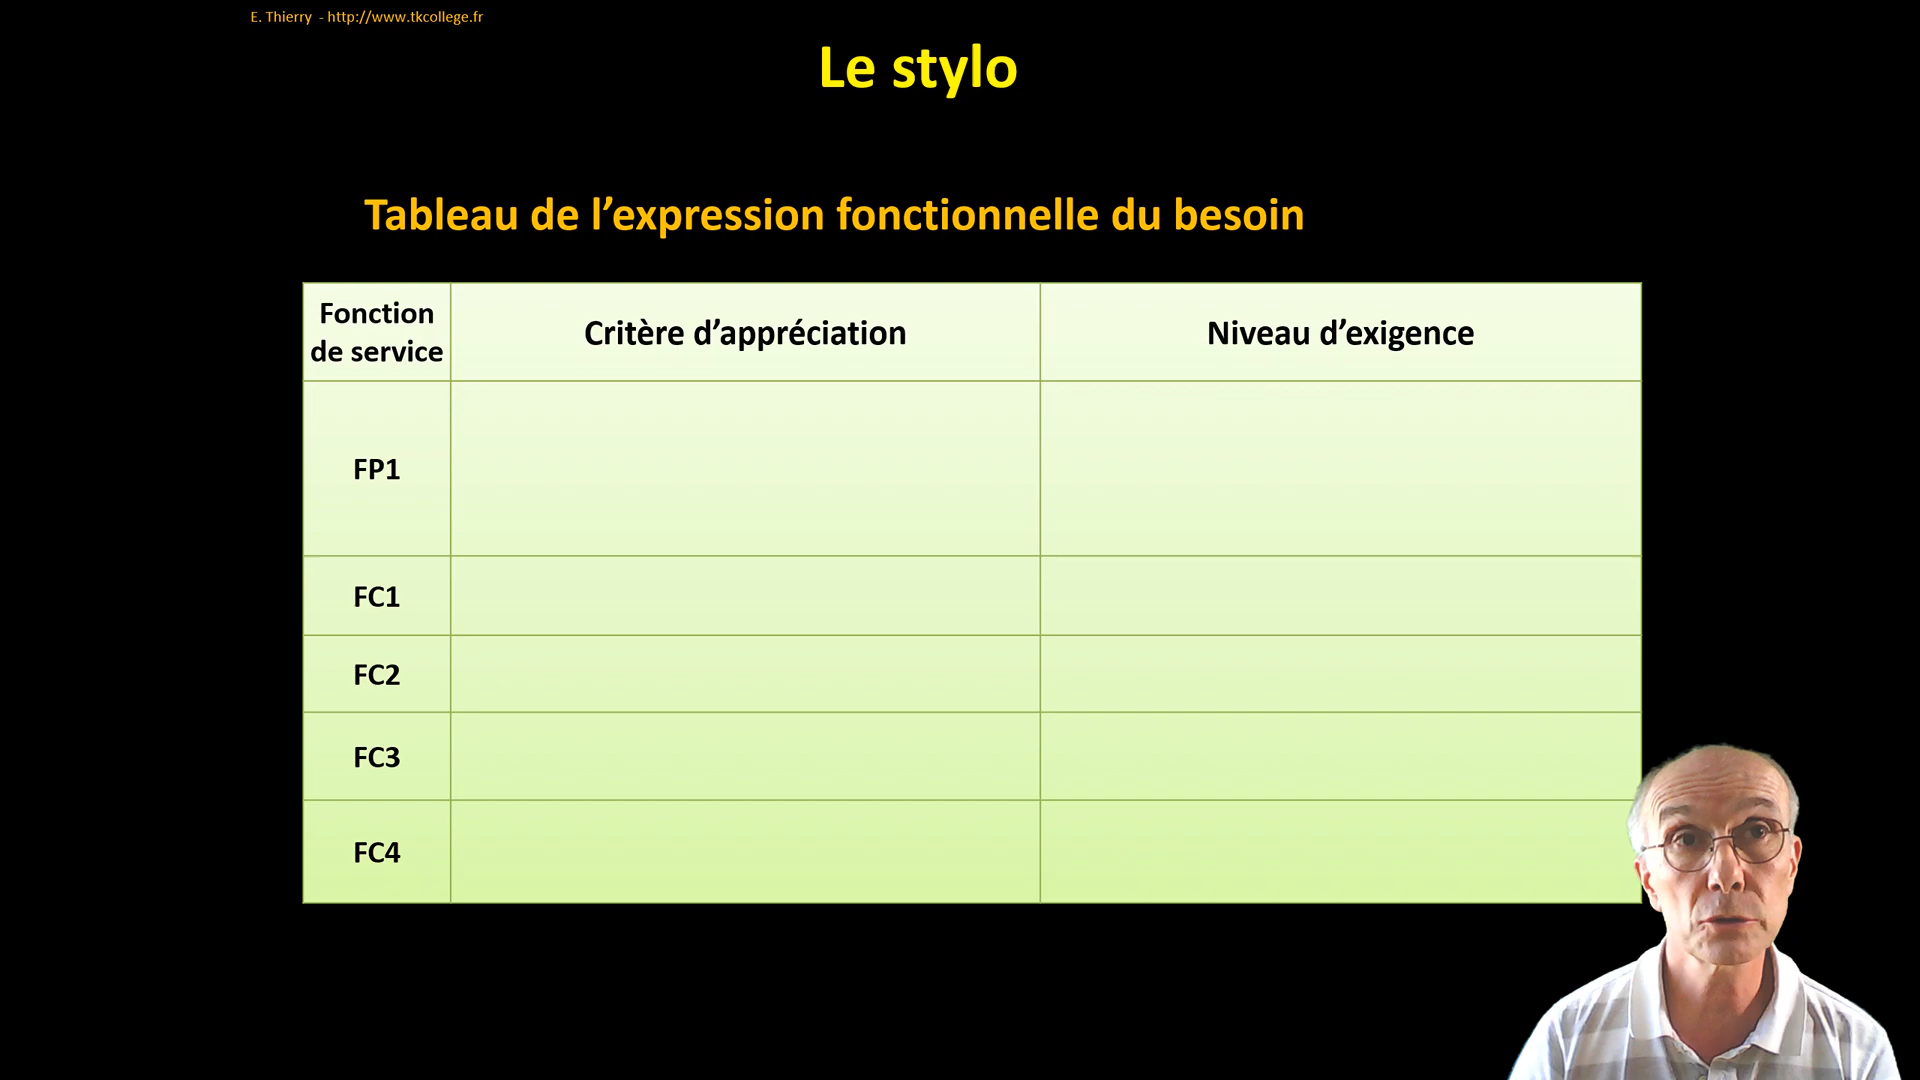 E. Thierry - http://www.tkcollege.fr
Le stylo
Tableau de l’expression fonctionnelle du besoin
Fonction
de service
Critère d’appréciation
Niveau d’exigence
FP1
FC1
FC2
FC3
FC4